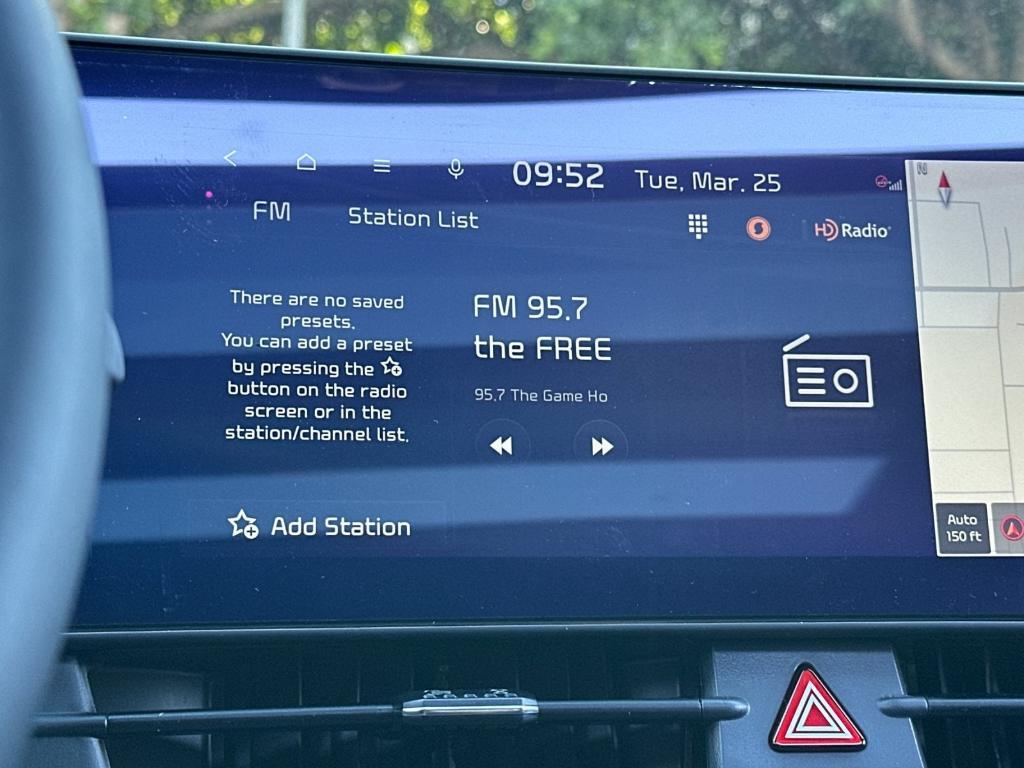 09:52 Tue, Mar. 25
N
FM Station List
HD Radio
There are no saved
presets.
You can add a preset
by pressing the
button on the radio
screen or in the
station/channel list.
FM 95.7
the FREE
95.7 The Game Ho
Add Station
Auto
150 ft